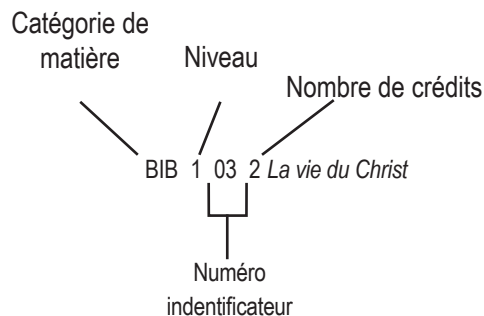 Catégorie de
matière
Niveau
Nombre de crédits
BIB 1 03 2 La vie du Christ
Numéro
indentificateur